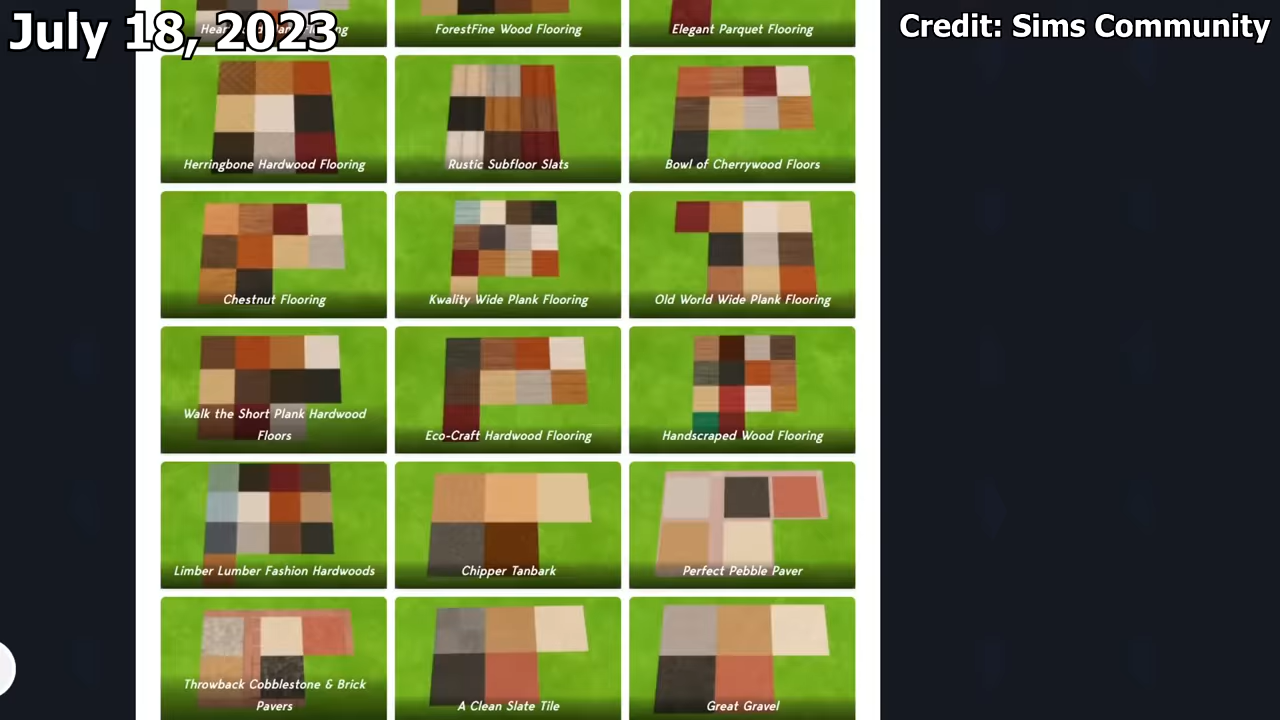 July 18, 2023
Credit: Sims Community
ForestFine Wood Flooring
Elegant Parquet Flooring
Herringbone Hardwood Flooring
Rustic Subfloor Slats
Bowl of Cherrywood Floors
Chestnut Flooring
Kwality Wide Plank Flooring
Old World Wide Plank Flooring
Walk the Short Plank Hardwood
Floors
Eco-Craft Hardwood Flooring
Handscraped Wood Flooring
Limber Lumber Fashion Hardwoods
Chipper Tanbark
Perfect Pebble Paver
Throwback Cobblestone & Brick
Pavers
A Clean Slate Tile
Great Gravel